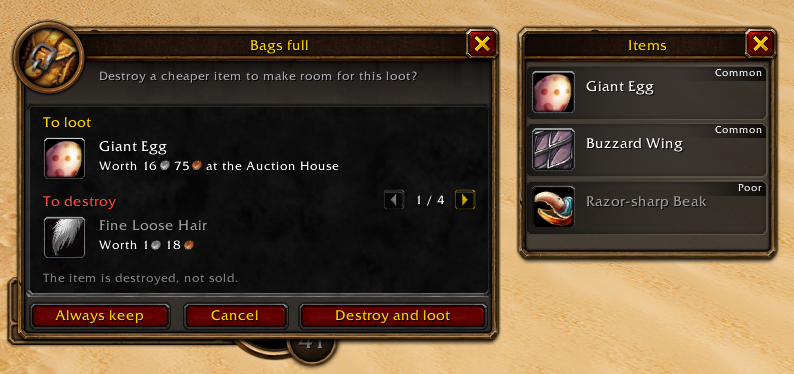 Bags full
Destroy a cheaper item to make room for this loot?
To loot
Giant Egg
Worth 16 75 at the Auction House
To destroy
1 / 4
Fine Loose Hair
Worth 1 18
The item is destroyed, not sold.
Always keep
Cancel
Destroy and loot
Items
Common
Giant Egg
Common
Buzzard Wing
Poor
Razor-sharp Beak